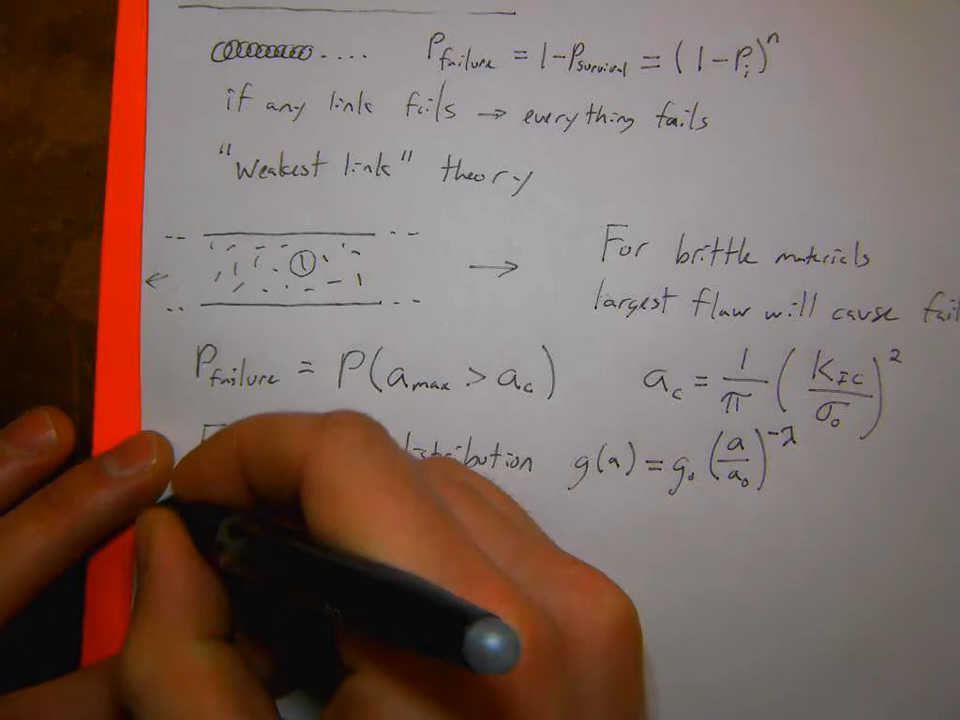 .... P_failure = 1 - P_survival = (1 - P_i)^n
if any link fails → everything fails
"Weakest link" theory
①
→ For brittle materials
largest flaw will cause
P_failure = P(a_max > a_c) a_c = 1/π (K_IC/σ_0)^2
g(a) = g_0 (a/a_0)^-λ